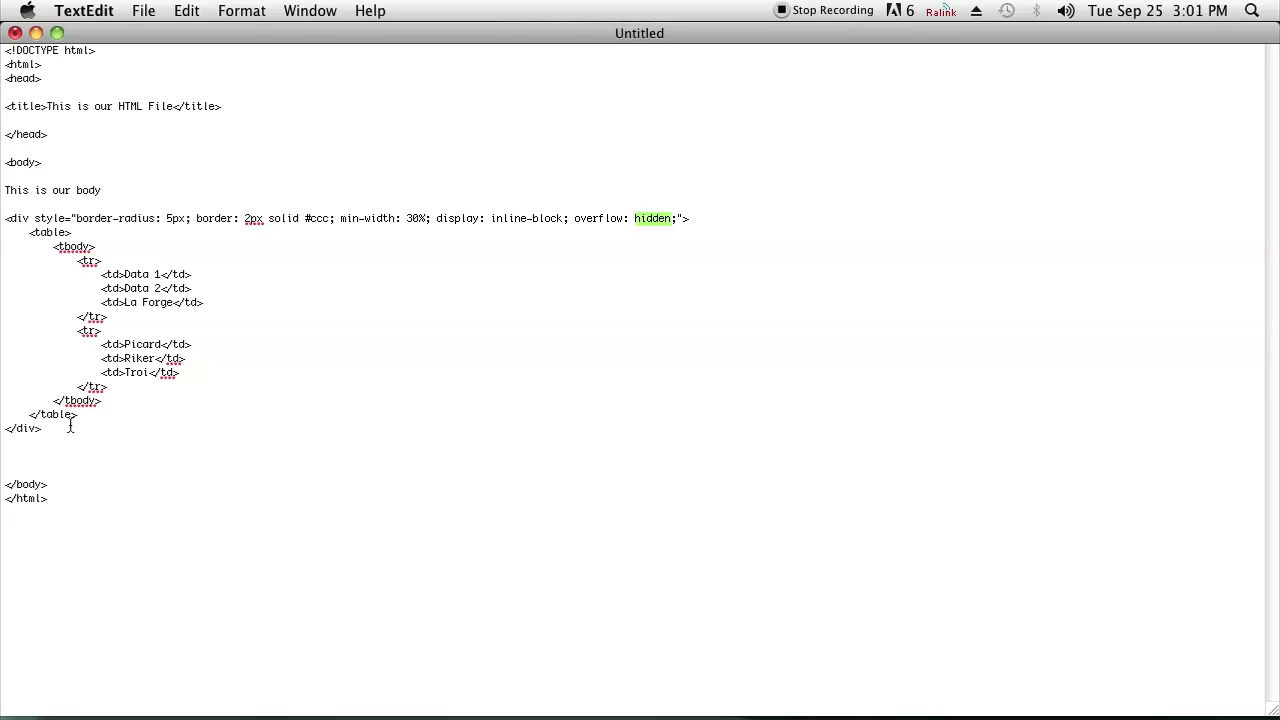 TextEdit File Edit Format Window Help Stop Recording 6 Ralink Tue Sep 25 3:01 PM
Untitled
<!DOCTYPE html>
<html>
<head>
<title>This is our HTML File</title>
</head>
<body>
This is our body
<div style="border-radius: 5px; border: 2px solid #ccc; min-width: 30%; display: inline-block; overflow: hidden;">
<table>
<tbody>
<tr>
<td>Data 1</td>
<td>Data 2</td>
<td>La Forge</td>
</tr>
<tr>
<td>Picard</td>
<td>Riker</td>
<td>Troi</td>
</tr>
</tbody>
</table>
</div>
</body>
</html>